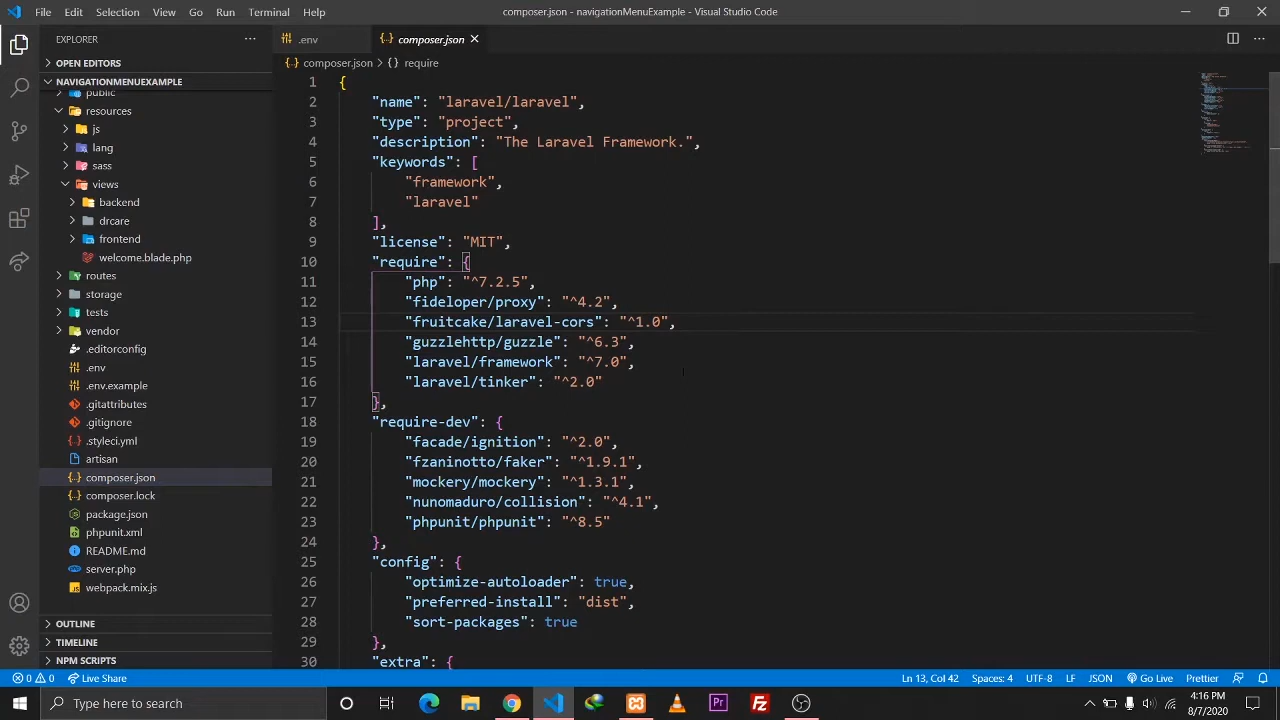 File Edit Selection View Go Run Terminal Help
composer.json - navigationMenuExample - Visual Studio Code
EXPLORER
OPEN EDITORS
NAVIGATIONMENUEXAMPLE
public
resources
js
lang
sass
views
backend
drcare
frontend
welcome.blade.php
routes
storage
tests
vendor
.editorconfig
.env
.env.example
.gitattributes
.gitignore
.styleci.yml
artisan
composer.json
composer.lock
package.json
phpunit.xml
README.md
server.php
webpack.mix.js
OUTLINE
TIMELINE
NPM SCRIPTS
.env
composer.json
composer.json > {} require
1 {
2 "name": "laravel/laravel",
3 "type": "project",
4 "description": "The Laravel Framework.",
5 "keywords": [
6 "framework",
7 "laravel"
8 ],
9 "license": "MIT",
10 "require": {
11 "php": "^7.2.5",
12 "fideloper/proxy": "^4.2",
13 "fruitcake/laravel-cors": "^1.0",
14 "guzzlehttp/guzzle": "^6.3",
15 "laravel/framework": "^7.0",
16 "laravel/tinker": "^2.0"
17 },
18 "require-dev": {
19 "facade/ignition": "^2.0",
20 "fzaninotto/faker": "^1.9.1",
21 "mockery/mockery": "^1.3.1",
22 "nunomaduro/collision": "^4.1",
23 "phpunit/phpunit": "^8.5"
24 },
25 "config": {
26 "optimize-autoloader": true,
27 "preferred-install": "dist",
28 "sort-packages": true
29 },
30 "extra": {
0 0 Live Share
Ln 13, Col 42 Spaces: 4 UTF-8 LF JSON Go Live Prettier
Type here to search
Pr
Fz
4:16 PM
8/7/2020